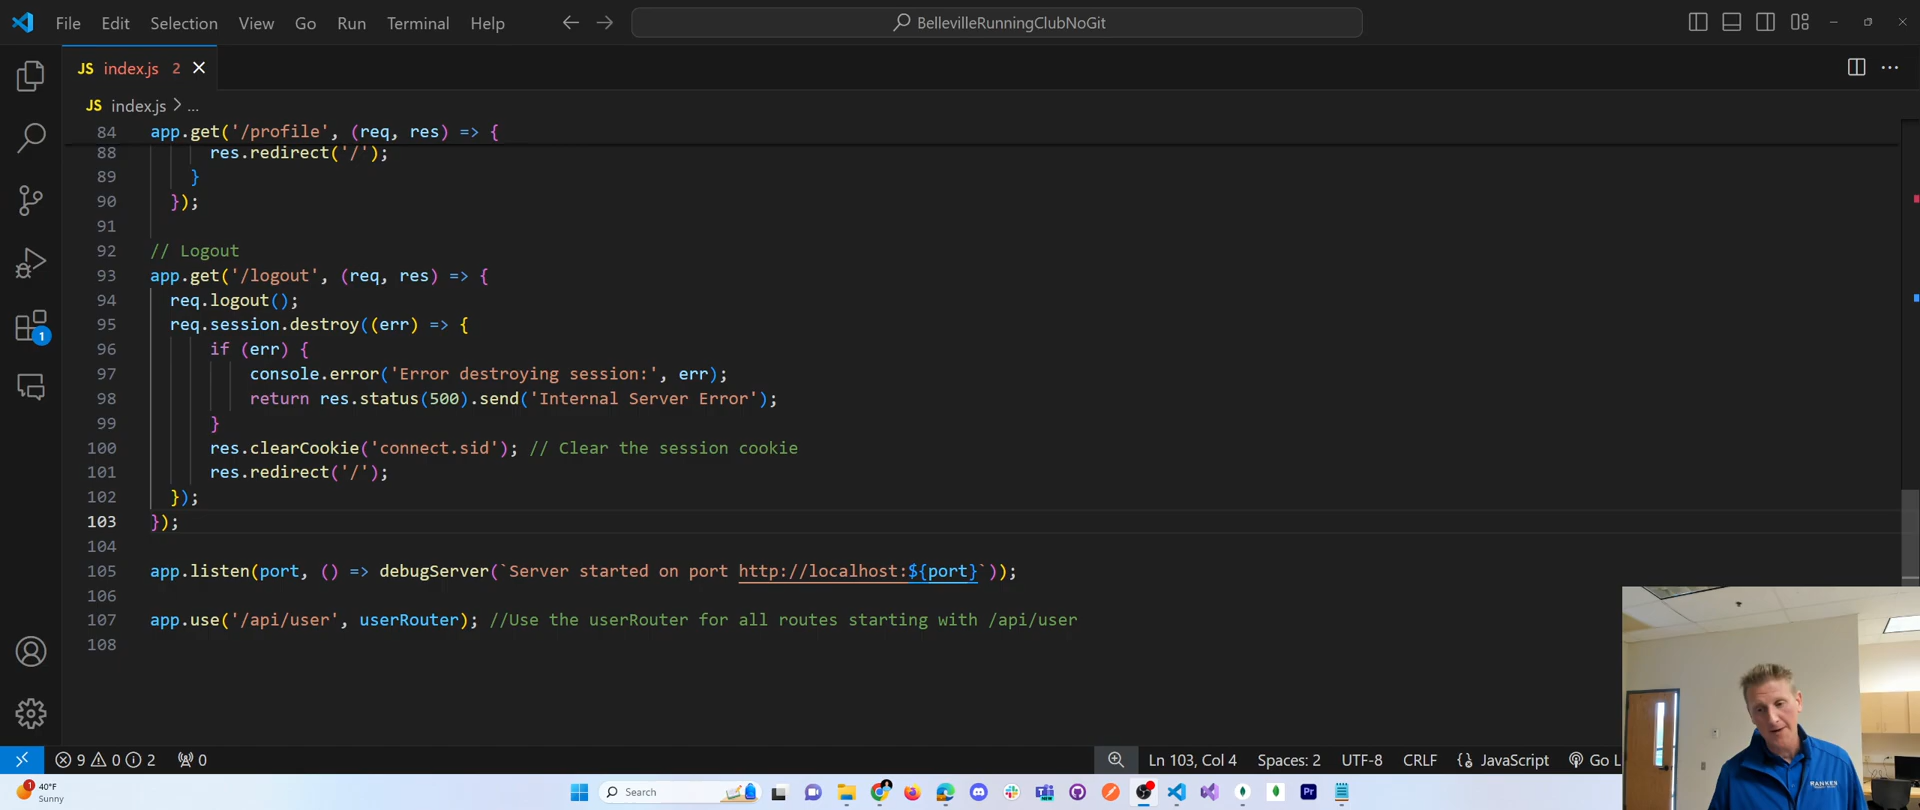 File Edit Selection View Go Run Terminal Help
BellevilleRunningClubNoGit
JS index.js 2
JS index.js > ...
84 app.get('/profile', (req, res) => {
88 res.redirect('/');
89 }
90 });
91
92 // Logout
93 app.get('/logout', (req, res) => {
94 req.logout();
95 req.session.destroy((err) => {
96 if (err) {
97 console.error('Error destroying session:', err);
98 return res.status(500).send('Internal Server Error');
99 }
100 res.clearCookie('connect.sid'); // Clear the session cookie
101 res.redirect('/');
102 });
103 });
104
105 app.listen(port, () => debugServer(`Server started on port http://localhost:${port}`));
106
107 app.use('/api/user', userRouter); //Use the userRouter for all routes starting with /api/user
108
1
9 0 2 0
Ln 103, Col 4 Spaces: 2 UTF-8 CRLF {} JavaScript Go L
1 40°F
Sunny
Search
Pr